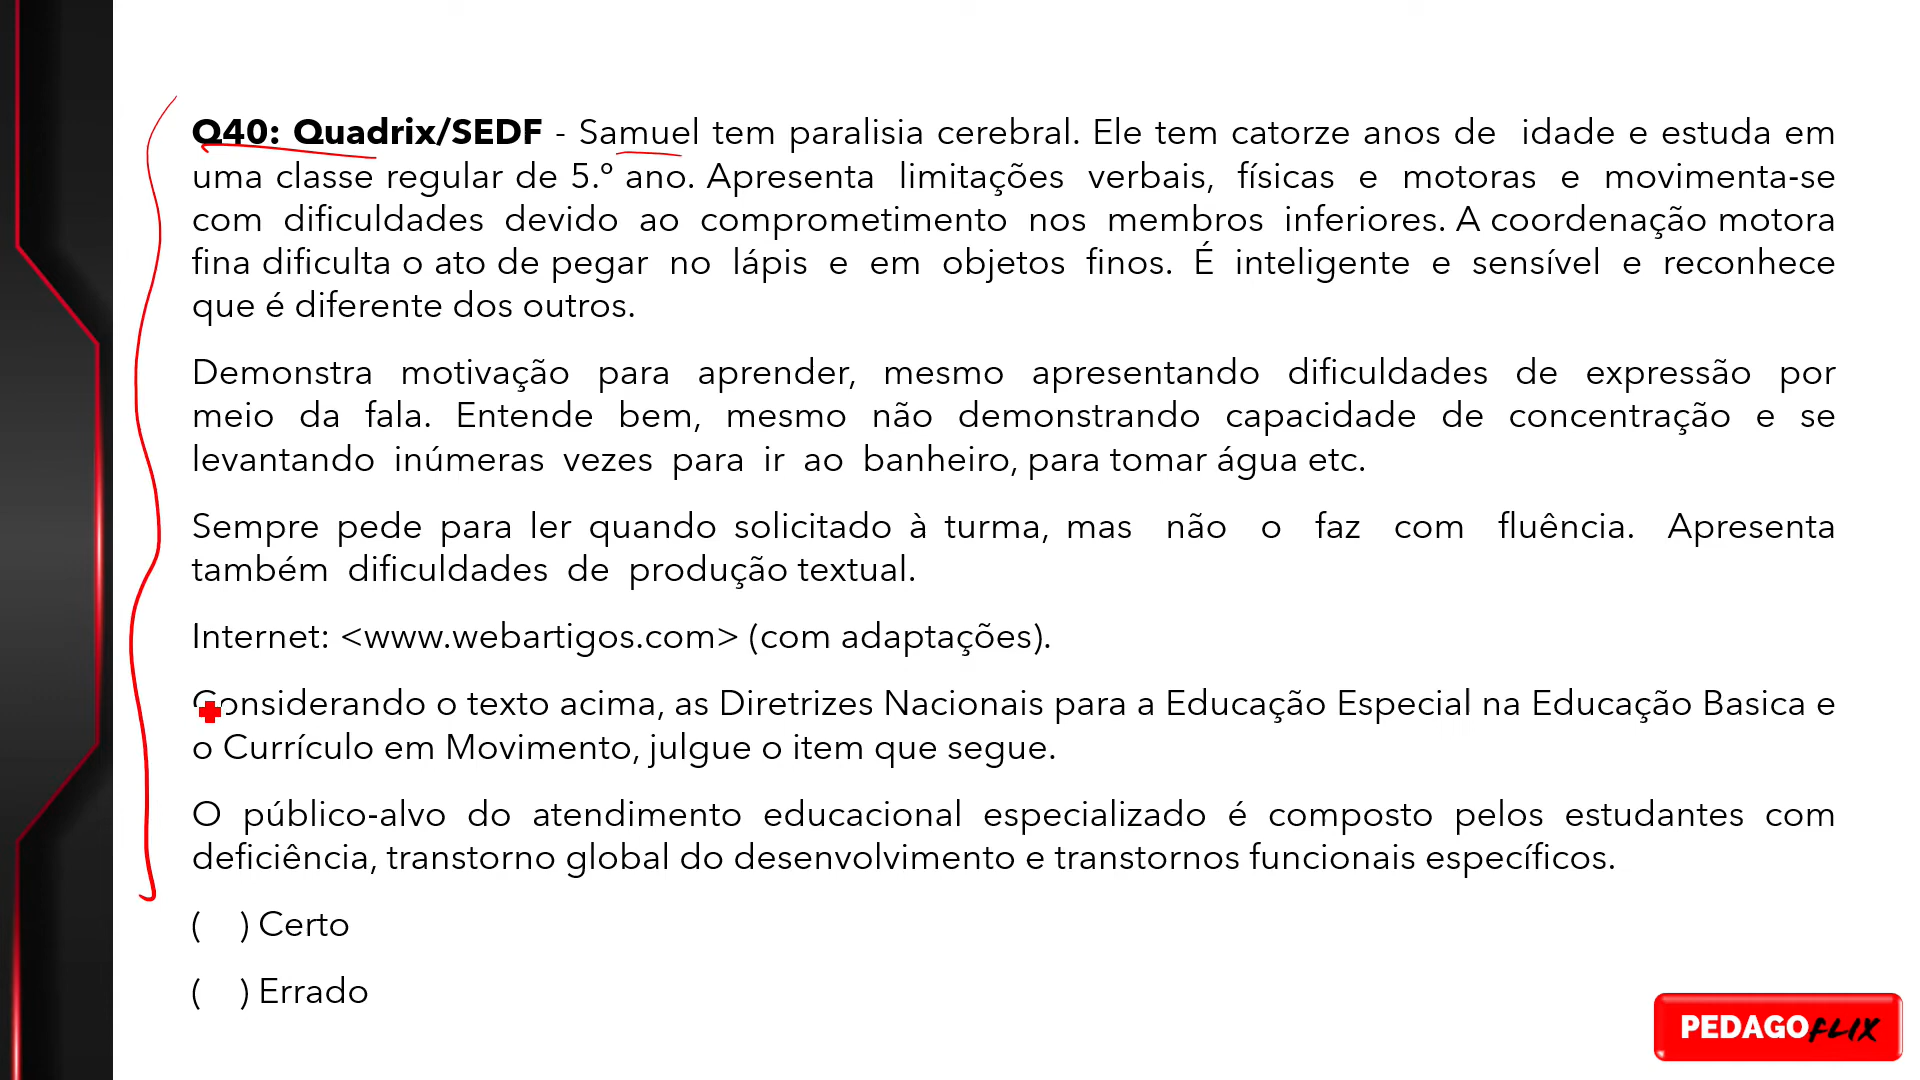 Q40: Quadrix/SEDF - Samuel tem paralisia cerebral. Ele tem catorze anos de idade e estuda em
uma classe regular de 5.º ano. Apresenta limitações verbais, físicas e motoras e movimenta-se
com dificuldades devido ao comprometimento nos membros inferiores. A coordenação motora
fina dificulta o ato de pegar no lápis e em objetos finos. É inteligente e sensível e reconhece
que é diferente dos outros.
Demonstra motivação para aprender, mesmo apresentando dificuldades de expressão por
meio da fala. Entende bem, mesmo não demonstrando capacidade de concentração e se
levantando inúmeras vezes para ir ao banheiro, para tomar água etc.
Sempre pede para ler quando solicitado à turma, mas não o faz com fluência. Apresenta
também dificuldades de produção textual.
Internet: <www.webartigos.com> (com adaptações).
Considerando o texto acima, as Diretrizes Nacionais para a Educação Especial na Educação Basica e
o Currículo em Movimento, julgue o item que segue.
O público-alvo do atendimento educacional especializado é composto pelos estudantes com
deficiência, transtorno global do desenvolvimento e transtornos funcionais específicos.
( ) Certo
( ) Errado
PEDAGOFLIX